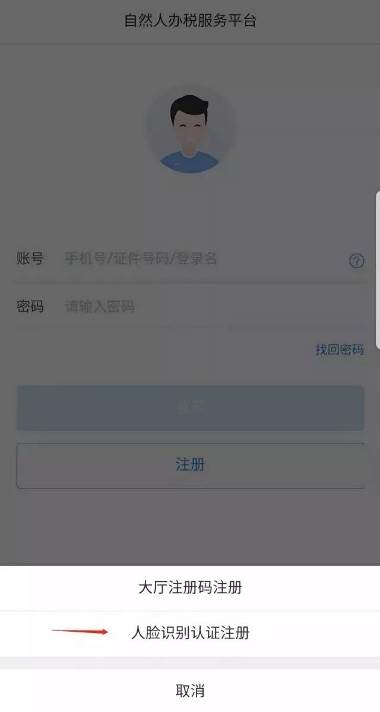 自然人办税服务平台
账号 手机号/证件号码/登录名
密码 请输入密码
找回密码
登录
注册
大厅注册码注册
人脸识别认证注册
取消